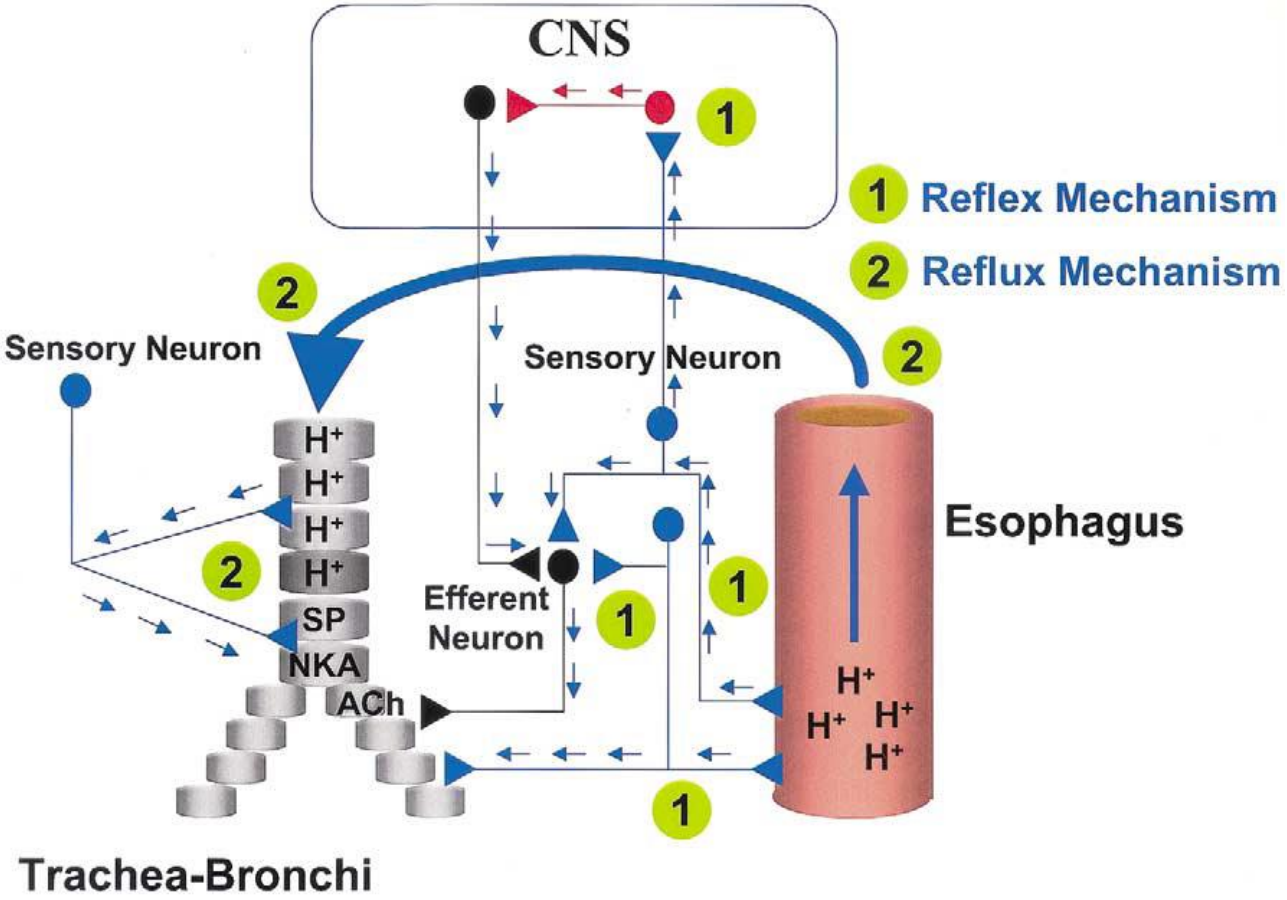 CNS
1
1 Reflex Mechanism
2 Reflux Mechanism
2
Sensory Neuron
Sensory Neuron
2
H⁺
H⁺
H⁺
H⁺
SP
NKA
ACh
2
Efferent
Neuron
1
1
Esophagus
H⁺
H⁺
H⁺
H⁺
1
Trachea-Bronchi